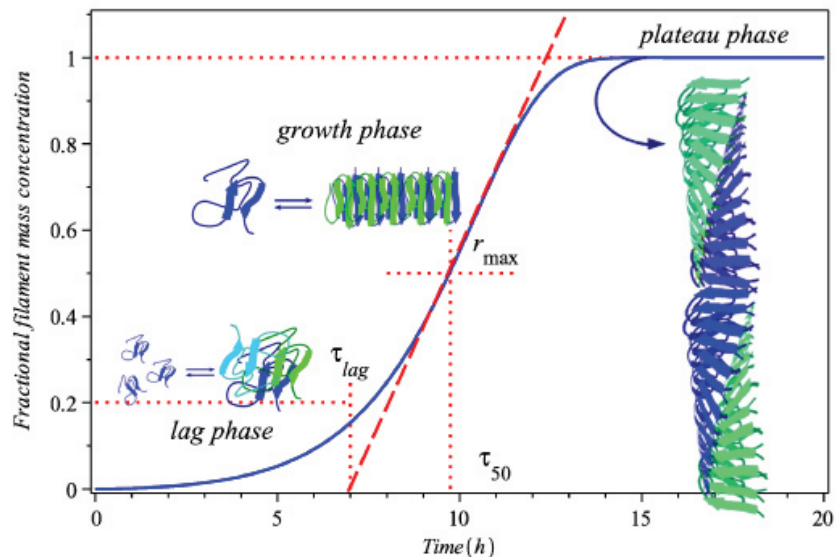 plateau phase
1
growth phase
0.8
Fractional filament mass concentration
0.6
r max
0.4
τ lag
0.2
lag phase
τ 50
0
0 5 10 15 20
Time (h)